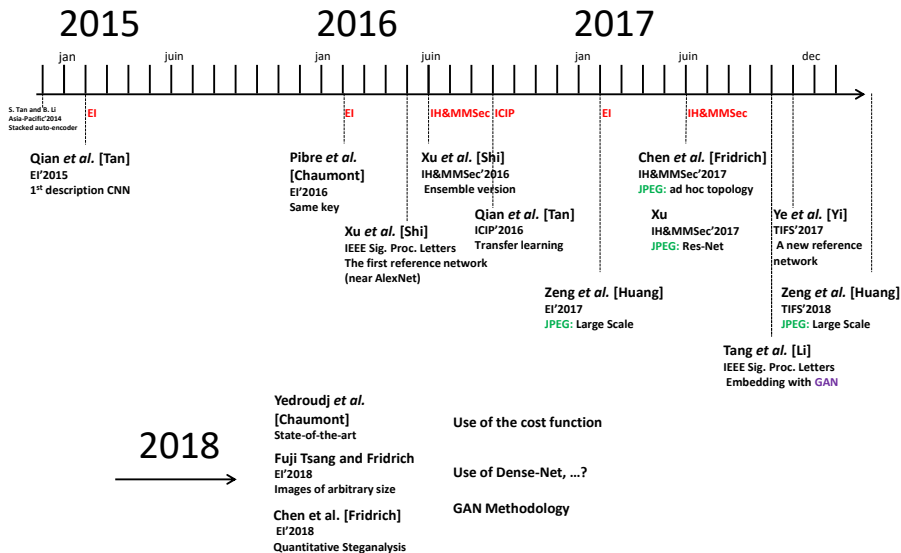 2015
2016
2017
jan
juin
jan
juin
jan
juin
dec
S. Tan and B. Li
Asia-Pacific'2014
Stacked auto-encoder
EI
EI
IH&MMSec
ICIP
EI
IH&MMSec
Qian et al. [Tan]
EI'2015
1st description CNN
Pibre et al.
[Chaumont]
EI'2016
Same key
Xu et al. [Shi]
IEEE Sig. Proc. Letters
The first reference network
(near AlexNet)
Xu et al. [Shi]
IH&MMSec'2016
Ensemble version
Qian et al. [Tan]
ICIP'2016
Transfer learning
Zeng et al. [Huang]
EI'2017
JPEG: Large Scale
Chen et al. [Fridrich]
IH&MMSec'2017
JPEG: ad hoc topology
Xu
IH&MMSec'2017
JPEG: Res-Net
Ye et al. [Yi]
TIFS'2017
A new reference
network
Zeng et al. [Huang]
TIFS'2018
JPEG: Large Scale
Tang et al. [Li]
IEEE Sig. Proc. Letters
Embedding with GAN
2018
Yedroudj et al.
[Chaumont]
State-of-the-art
Fuji Tsang and Fridrich
EI'2018
Images of arbitrary size
Chen et al. [Fridrich]
EI'2018
Quantitative Steganalysis
Use of the cost function
Use of Dense-Net, …?
GAN Methodology